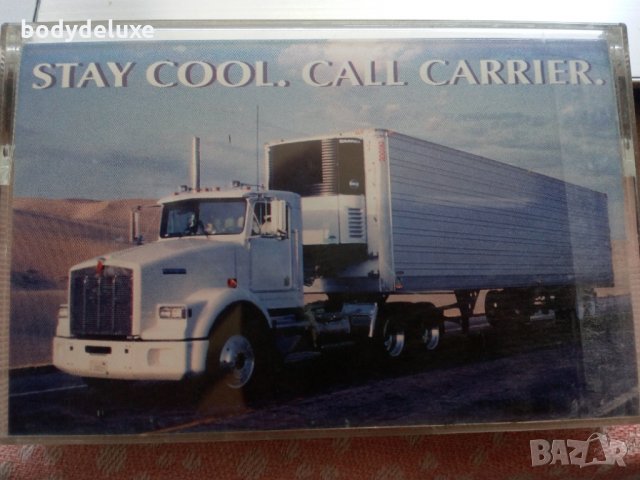 bodydeluxe
STAY COOL. CALL CARRIER.
BAZAR